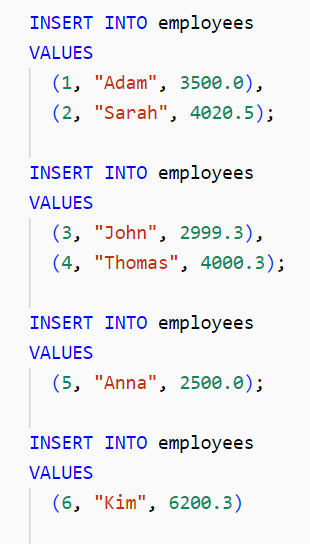 INSERT INTO employees
VALUES
(1, "Adam", 3500.0),
(2, "Sarah", 4020.5);
INSERT INTO employees
VALUES
(3, "John", 2999.3),
(4, "Thomas", 4000.3);
INSERT INTO employees
VALUES
(5, "Anna", 2500.0);
INSERT INTO employees
VALUES
(6, "Kim", 6200.3)